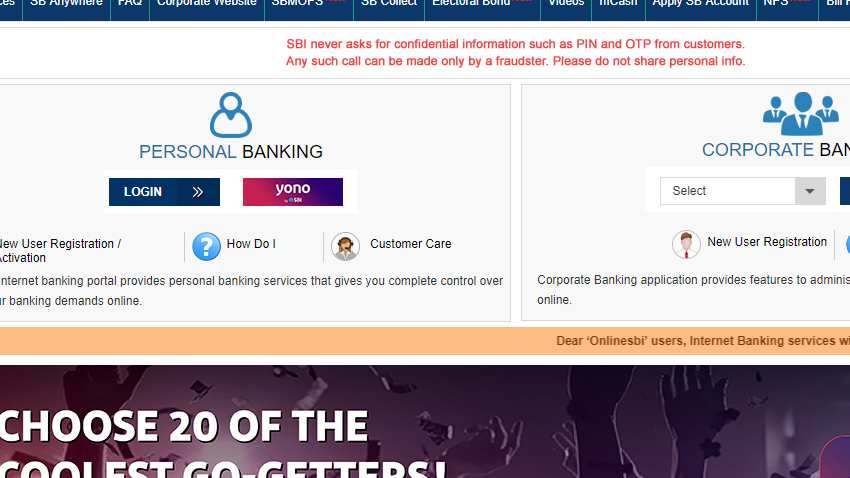 SB Anywhere FAQ Corporate Website SBMOPS SB Collect Electoral Bond Videos mCash Apply SB Account NPS
SBI never asks for confidential information such as PIN and OTP from customers.
Any such call can be made only by a fraudster. Please do not share personal info.
PERSONAL BANKING
LOGIN
yono
by SBI
New User Registration /
Activation
How Do I
Customer Care
nternet banking portal provides personal banking services that gives you complete control over
r banking demands online.
CORPORATE BAN
Select
New User Registration
Corporate Banking application provides features to adminis
online.
Dear ‘Onlinesbi’ users, Internet Banking services wi
CHOOSE 20 OF THE
COOLEST GO-GETTERS!